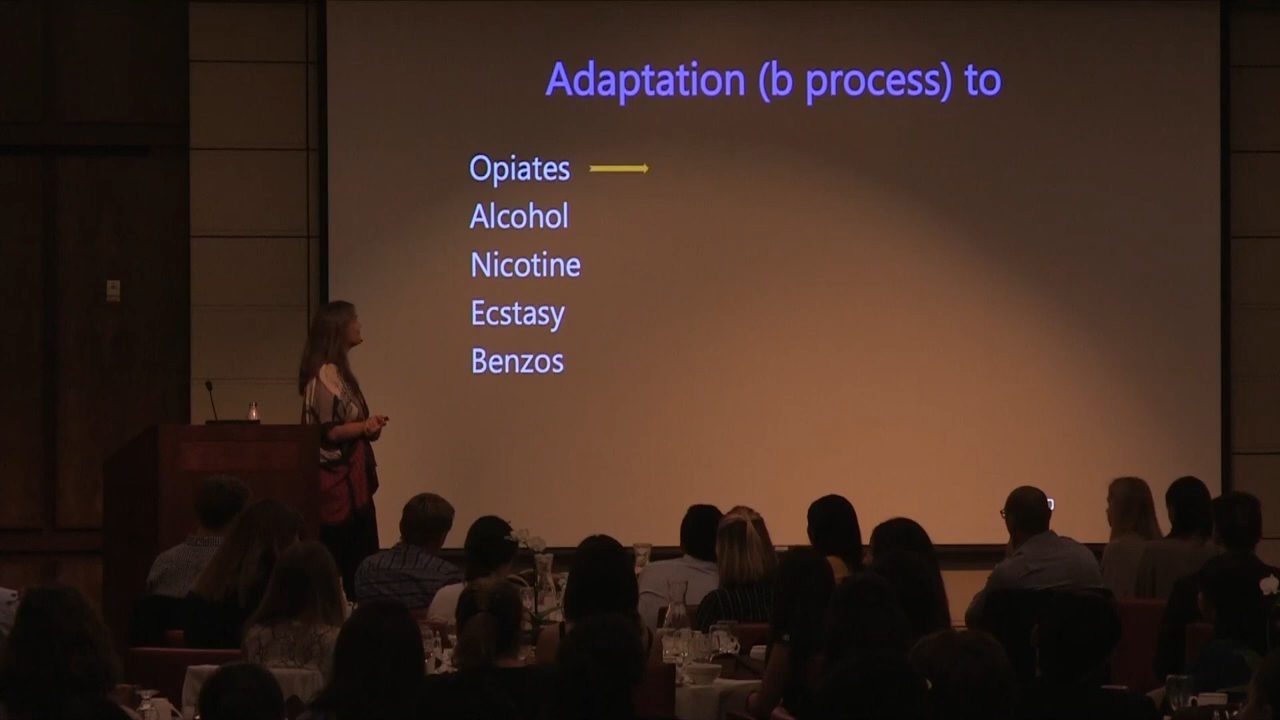 Adaptation (b process) to
Opiates
Alcohol
Nicotine
Ecstasy
Benzos